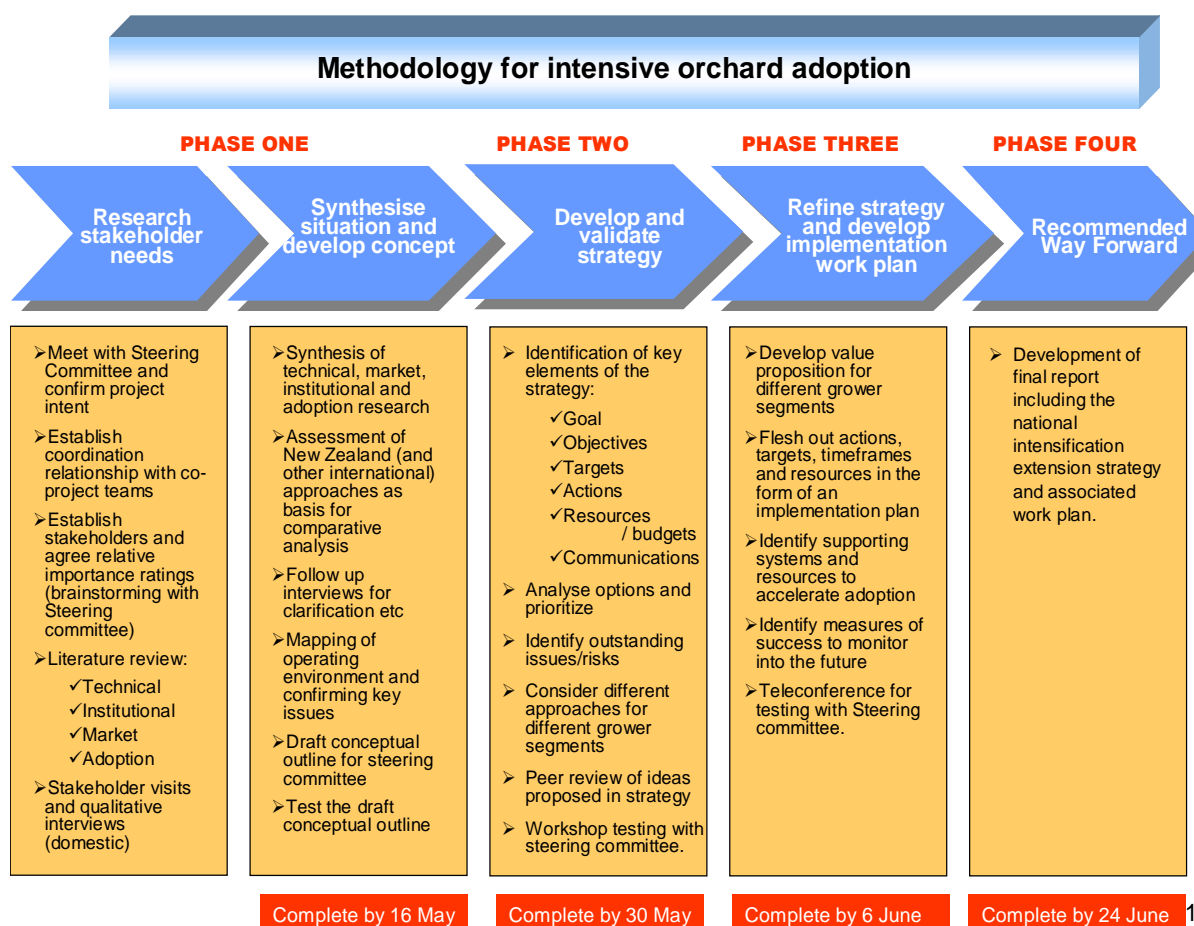 Methodology for intensive orchard adoption
PHASE ONE
PHASE TWO
PHASE THREE
PHASE FOUR
Research
stakeholder
needs
Synthesise
situation and
develop concept
Develop and
validate
strategy
Refine strategy
and develop
implementation
work plan
Recommended
Way Forward
➢Meet with Steering
Committee and
confirm project
intent
➢Establish
coordination
relationship with co-
project teams
➢Establish
stakeholders and
agree relative
importance ratings
(brainstorming with
Steering
committee)
➢Literature review:
✓Technical
✓Institutional
✓Market
✓Adoption
➢Stakeholder visits
and qualitative
interviews
(domestic)
➢Synthesis of
technical, market,
institutional and
adoption research
➢Assessment of
New Zealand (and
other international)
approaches as
basis for
comparative
analysis
➢Follow up
interviews for
clarification etc
➢Mapping of
operating
environment and
confirming key
issues
➢Draft conceptual
outline for steering
committee
➢Test the draft
conceptual outline
➢ Identification of key
elements of the
strategy:
✓Goal
✓Objectives
✓Targets
✓Actions
✓Resources
/ budgets
✓Communications
➢ Analyse options and
prioritize
➢ Identify outstanding
issues/risks
➢ Consider different
approaches for
different grower
segments
➢ Peer review of ideas
proposed in strategy
➢ Workshop testing with
steering committee.
➢Develop value
proposition for
different grower
segments
➢Flesh out actions,
targets, timeframes
and resources in the
form of an
implementation plan
➢Identify supporting
systems and
resources to
accelerate adoption
➢Identify measures of
success to monitor
into the future
➢Teleconference for
testing with Steering
committee.
➢ Development of
final report
including the
national
intensification
extension strategy
and associated
work plan.
Complete by 16 May
Complete by 30 May
Complete by 6 June
Complete by 24 June
1